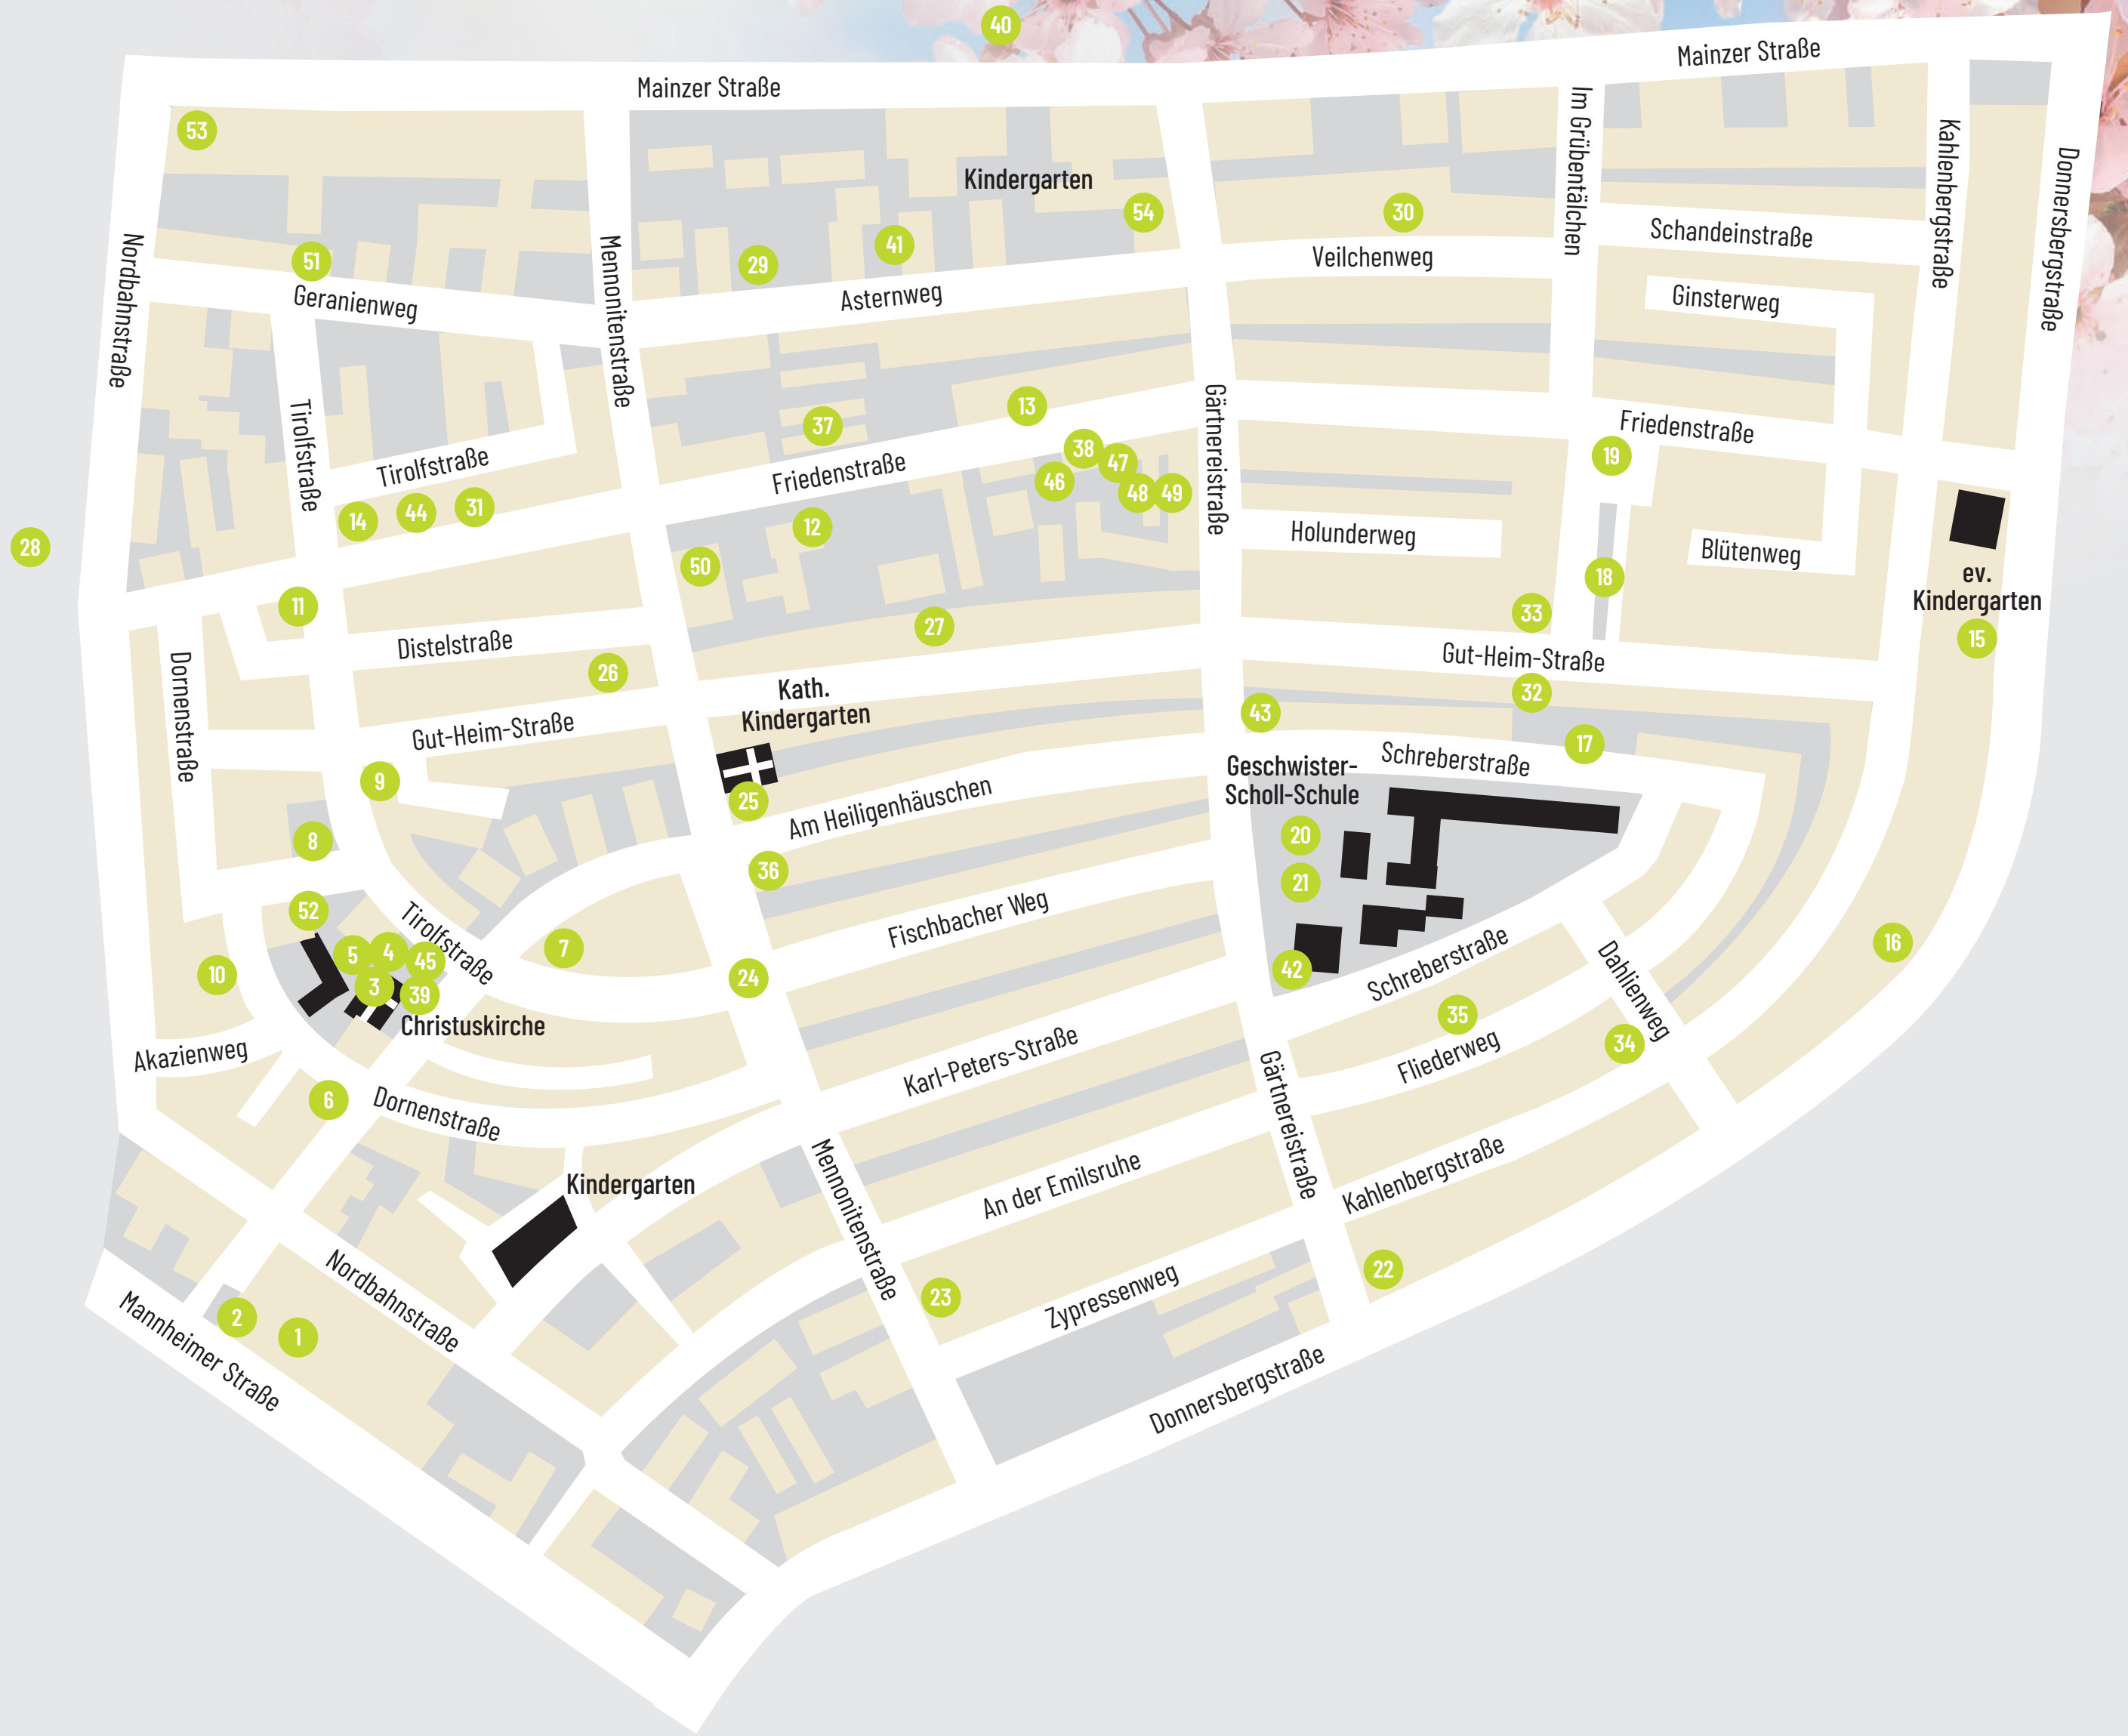 40
Mainzer Straße
Mainzer Straße
53
Nordbahnstraße
Mennonitenstraße
Kindergarten
54
30
Im Grübentälchen
Kahlenbergstraße
Donnersbergstraße
Schandeinstraße
51
Geranienweg
29
41
Asternweg
Veilchenweg
Ginsterweg
Tirolfstraße
Tirolfstraße
37
13
Gärtnereistraße
Friedenstraße
14
44
31
Friedenstraße
38
47
46
48
49
19
28
12
Holunderweg
Blütenweg
50
18
ev.
Kindergarten
15
11
33
27
Distelstraße
26
Gut-Heim-Straße
32
Dornenstraße
Gut-Heim-Straße
Kath.
Kindergarten
43
17
Schreberstraße
9
25
Am Heiligenhäuschen
Geschwister-
Scholl-Schule
8
20
36
21
52
Tirolfstraße
Fischbacher Weg
5
4
45
7
10
3
39
24
42
Schreberstraße
Dahlienweg
16
Christuskirche
Akazienweg
35
34
Fliederweg
6
Dornenstraße
Karl-Peters-Straße
Gärtnereistraße
Kindergarten
Mennonitenstraße
An der Emilsruhe
Kahlenbergstraße
22
23
Zypressenweg
Nordbahnstraße
2
1
Mannheimer Straße
Donnersbergstraße